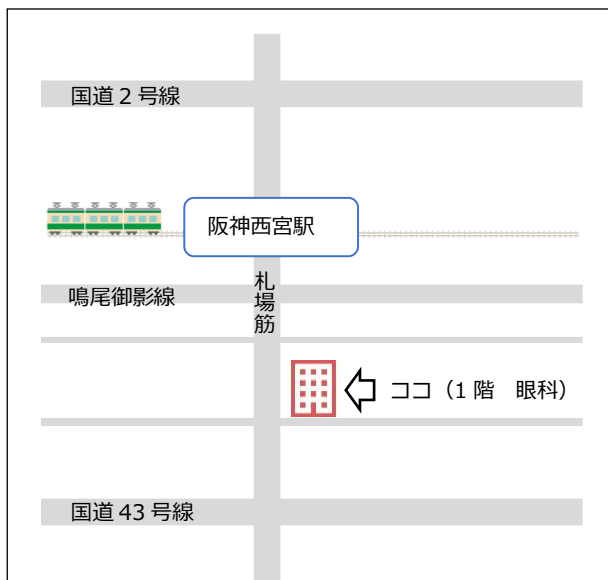 国道2号線
阪神西宮駅
鳴尾御影線
札場筋
ココ（1階　眼科）
国道43号線